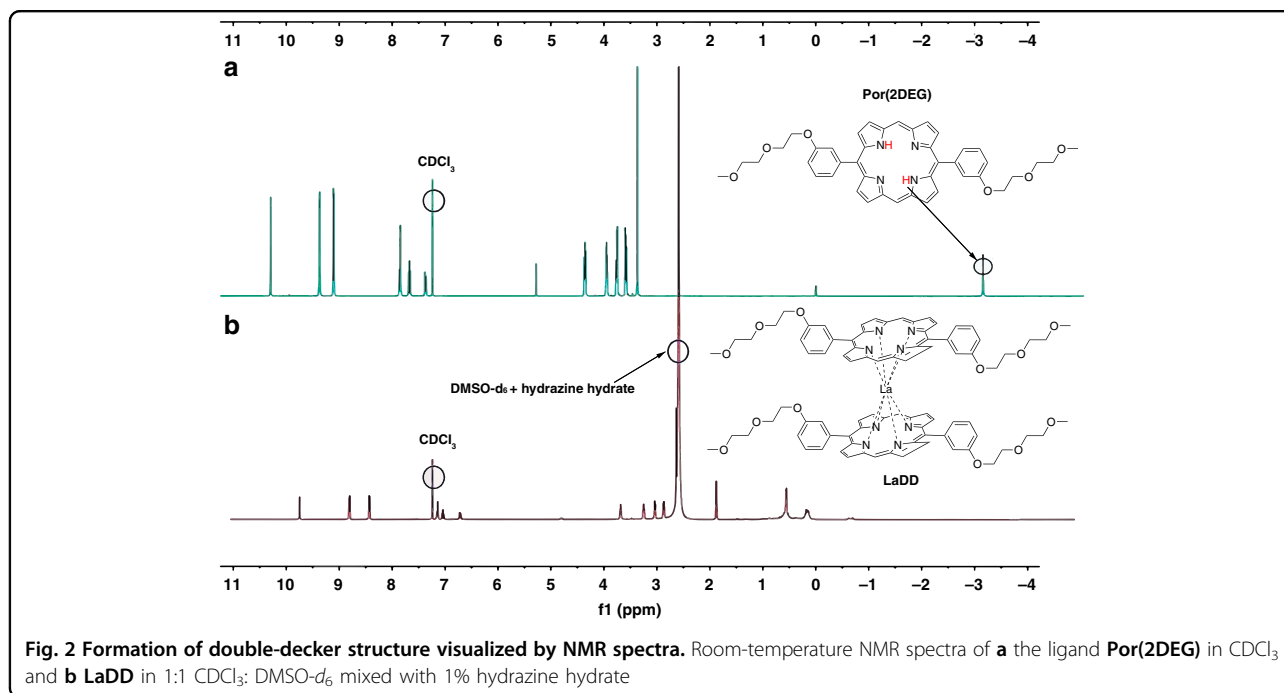 11 10 9 8 7 6 5 4 3 2 1 0 −1 −2 −3 −4
a
Por(2DEG)
O
O
O
NH
N
N
HN
O
O
O
CDCl3
b
O
O
O
N
N
N
N
O
O
O
DMSO-d6 + hydrazine hydrate
La
CDCl3
O
O
O
N
N
N
N
O
O
O
LaDD
11 10 9 8 7 6 5 4 3 2 1 0 −1 −2 −3 −4
f1 (ppm)
Fig. 2 Formation of double-decker structure visualized by NMR spectra. Room-temperature NMR spectra of a the ligand Por(2DEG) in CDCl3
and b LaDD in 1:1 CDCl3: DMSO-d6 mixed with 1% hydrazine hydrate